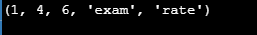 (1, 4, 6, 'exam', 'rate')